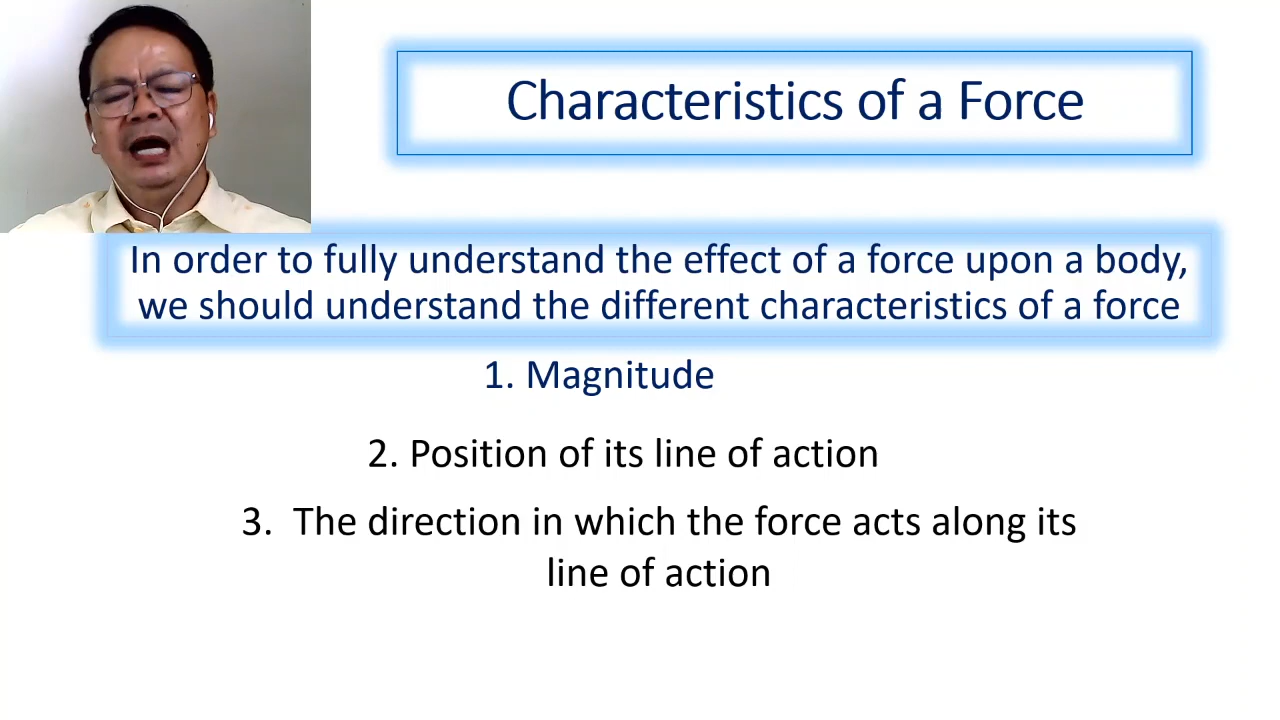 Characteristics of a Force
In order to fully understand the effect of a force upon a body,
we should understand the different characteristics of a force
1. Magnitude
2. Position of its line of action
3. The direction in which the force acts along its
line of action